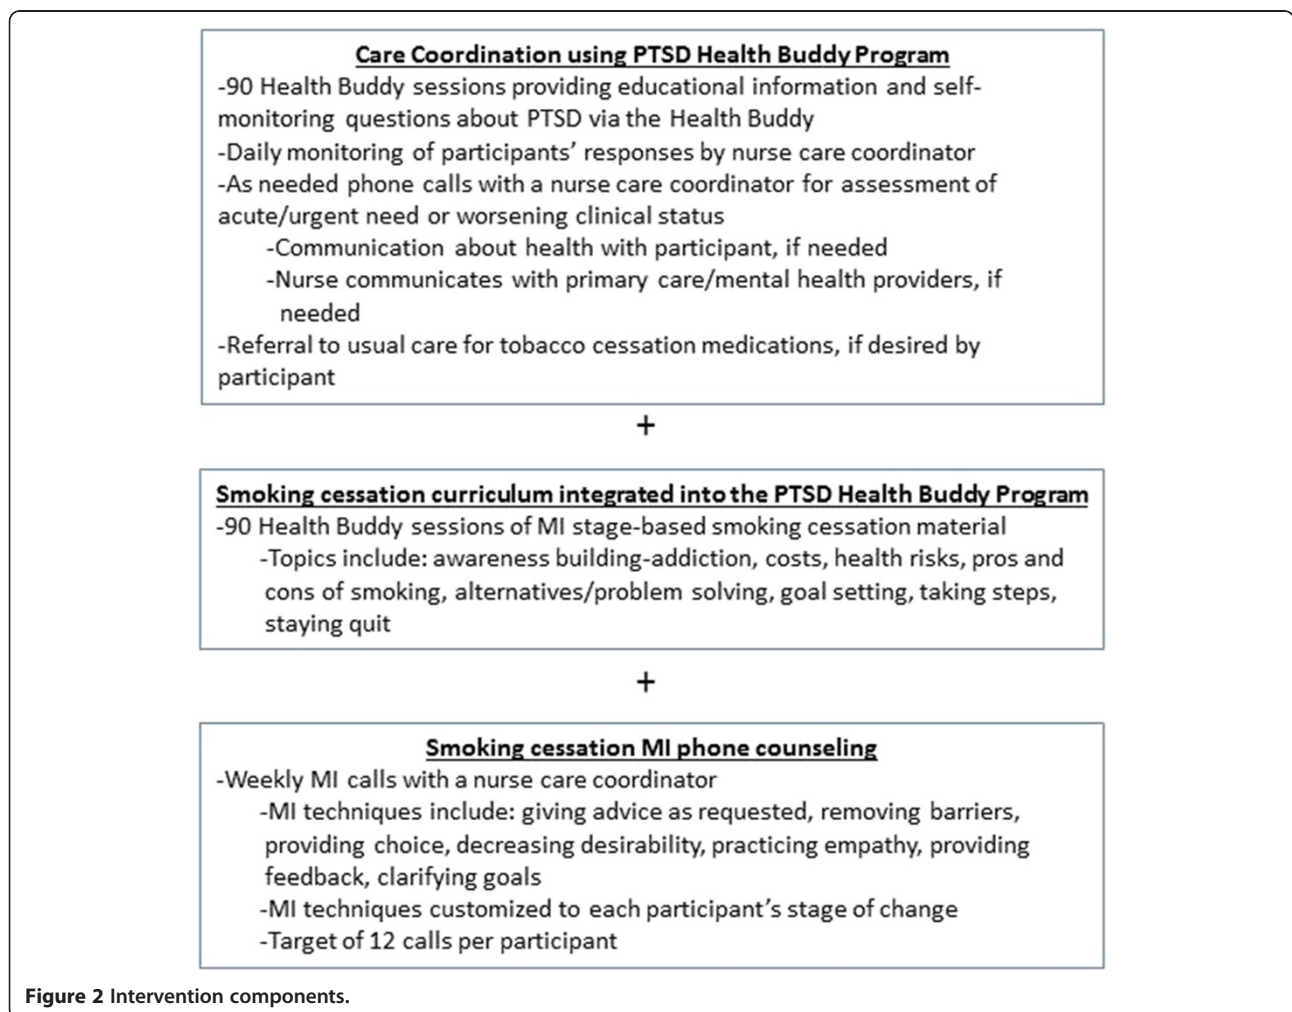 Care Coordination using PTSD Health Buddy Program
-90 Health Buddy sessions providing educational information and self-
monitoring questions about PTSD via the Health Buddy
-Daily monitoring of participants’ responses by nurse care coordinator
-As needed phone calls with a nurse care coordinator for assessment of
acute/urgent need or worsening clinical status
-Communication about health with participant, if needed
-Nurse communicates with primary care/mental health providers, if
needed
-Referral to usual care for tobacco cessation medications, if desired by
participant
+
Smoking cessation curriculum integrated into the PTSD Health Buddy Program
-90 Health Buddy sessions of MI stage-based smoking cessation material
-Topics include: awareness building-addiction, costs, health risks, pros and
cons of smoking, alternatives/problem solving, goal setting, taking steps,
staying quit
+
Smoking cessation MI phone counseling
-Weekly MI calls with a nurse care coordinator
-MI techniques include: giving advice as requested, removing barriers,
providing choice, decreasing desirability, practicing empathy, providing
feedback, clarifying goals
-MI techniques customized to each participant’s stage of change
-Target of 12 calls per participant
Figure 2 Intervention components.